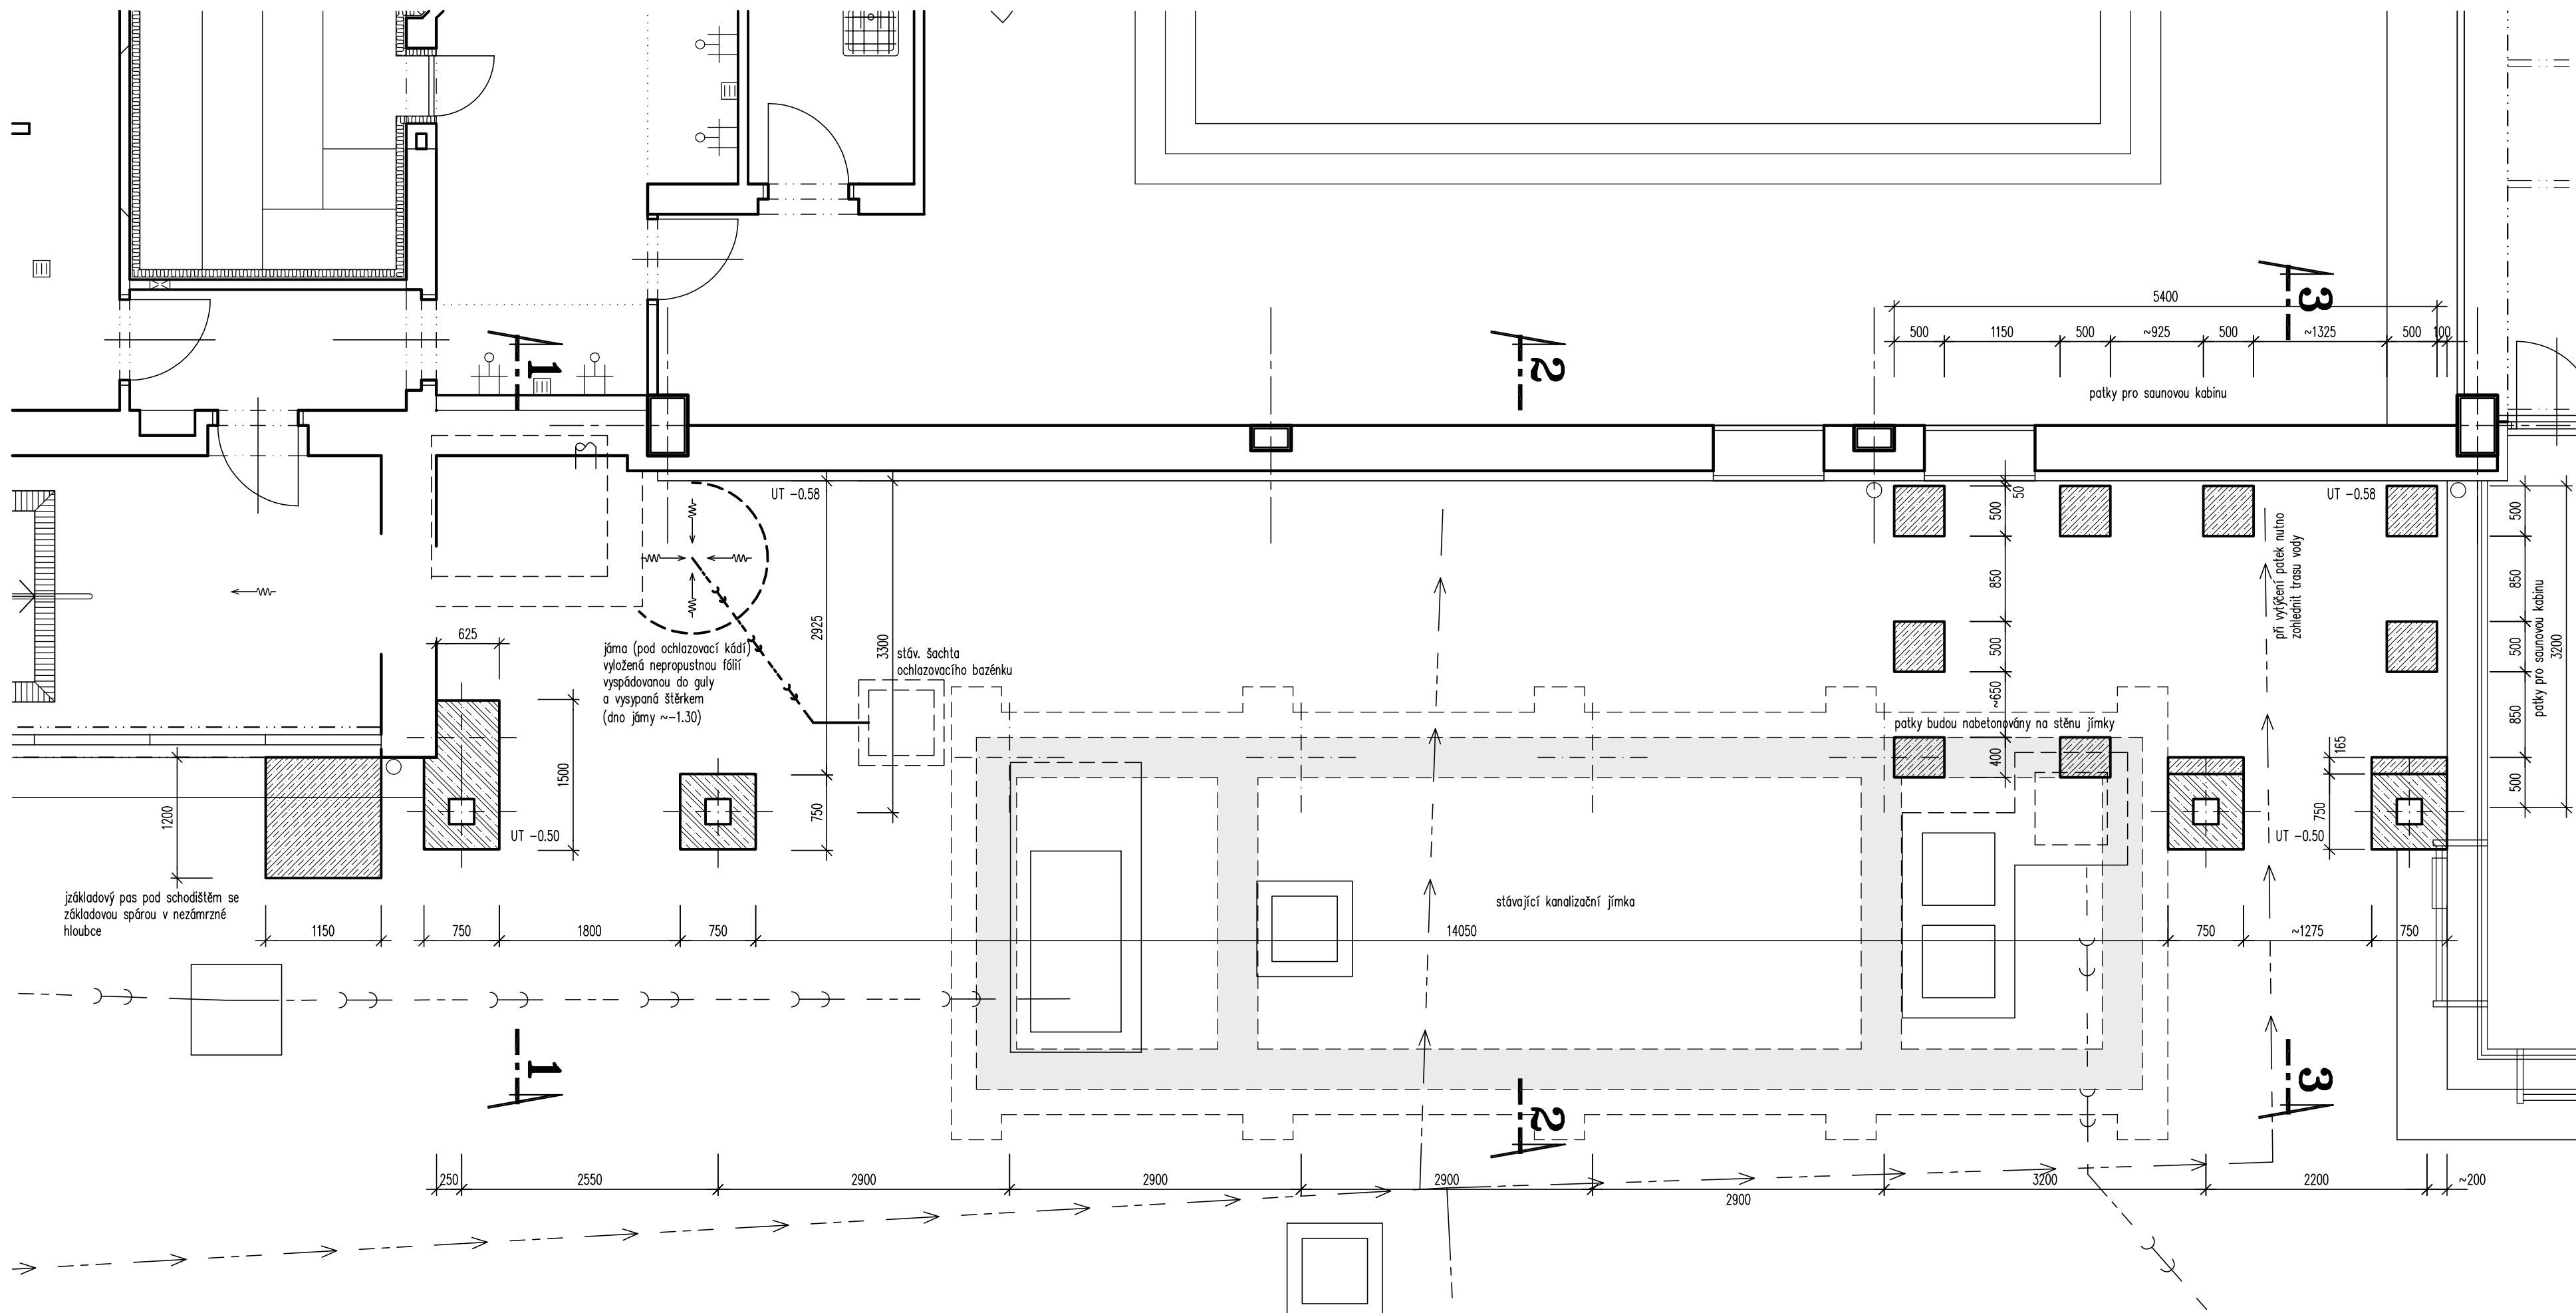 3
5400
500
1150
500
~925
500
~1325
500
100
1
2
patky pro saunovou kabinu
UT -0.58
50
UT -0.58
500
500
při vytýčení patek nutno
zohlednit trasu vody
850
850
2925
3300
625
500
500
3200
patky pro saunovou kabinu
jáma (pod ochlazovací kádí)
vyložená nepropustnou fólií
vyspádovanou do guly
a vysypaná štěrkem
(dno jámy ~-1.30)
stáv. šachta
ochlazovacího bazénku
~650
850
patky budou nabetonovány na stěnu jímky
400
165
1500
1200
750
500
750
UT -0.50
UT -0.50
jzákladový pas pod schodištěm se
základovou spárou v nezámrzné
hloubce
stávající kanalizační jímka
1150
750
1800
750
14050
750
~1275
750
1
3
2
250
2550
2900
2900
2900
2900
3200
2200
~200